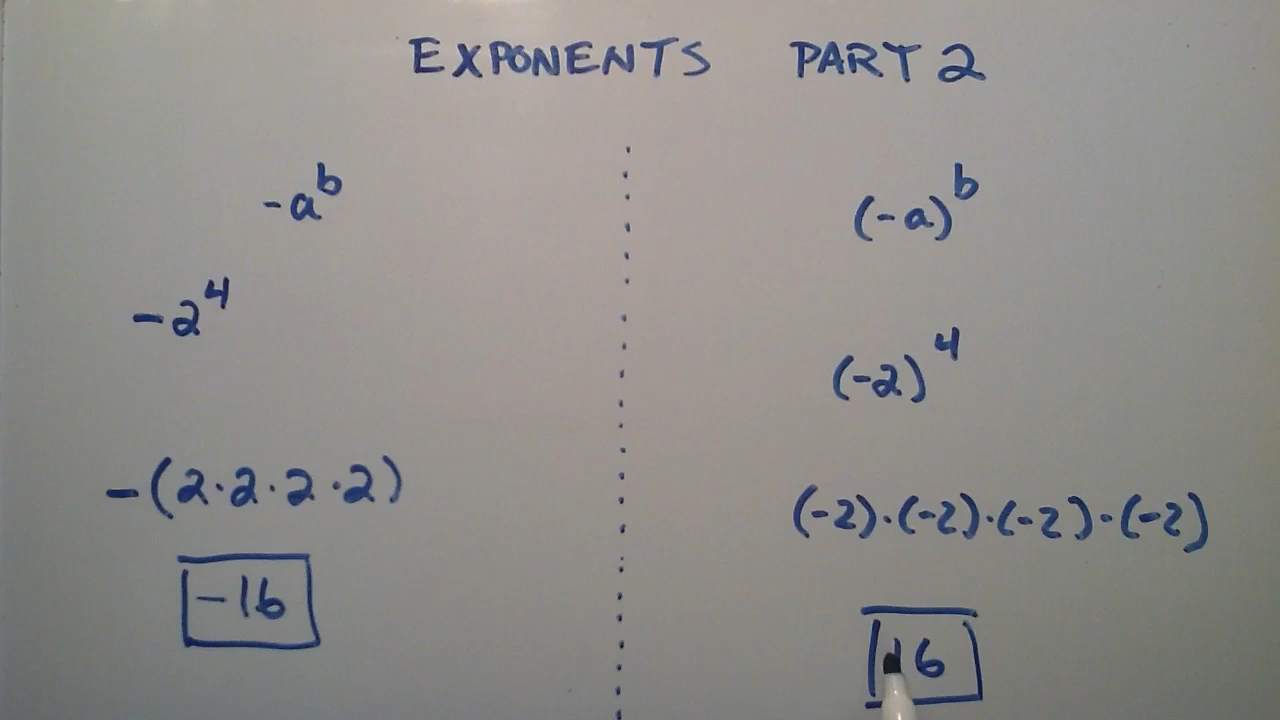 EXPONENTS PART 2
-a^b
-2^4
-(2·2·2·2)
-16
(-a)^b
(-2)^4
(-2)·(-2)·(-2)·(-2)
16